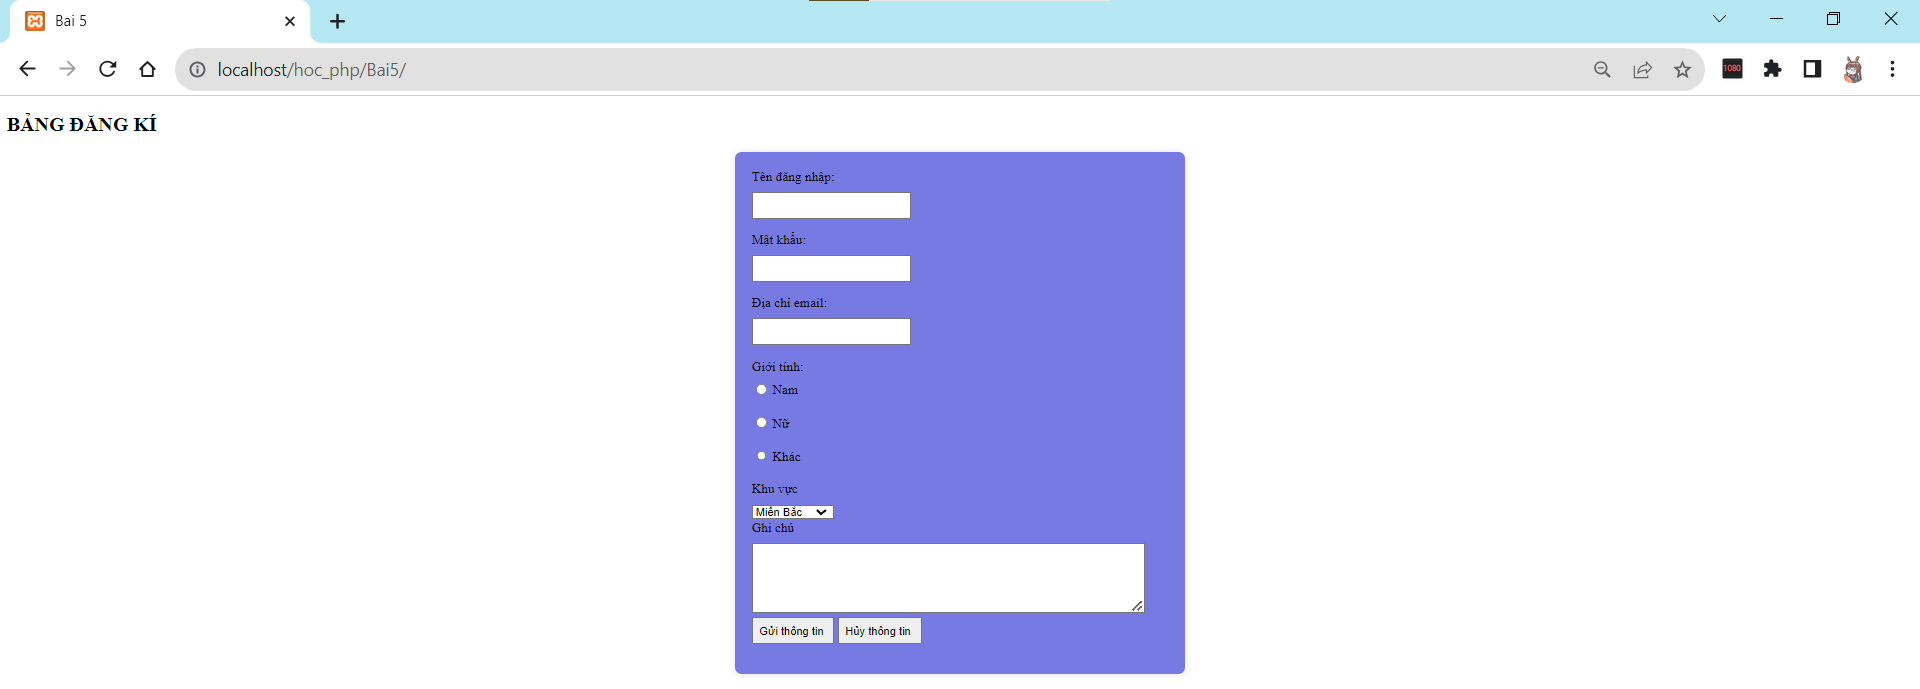 Bai 5
localhost/hoc_php/Bai5/
1080
BẢNG ĐĂNG KÍ
Tên đăng nhập:
Mật khẩu:
Địa chỉ email:
Giới tính:
Nam
Nữ
Khác
Khu vực
Miền Bắc
Ghi chú
Gửi thông tin Hủy thông tin